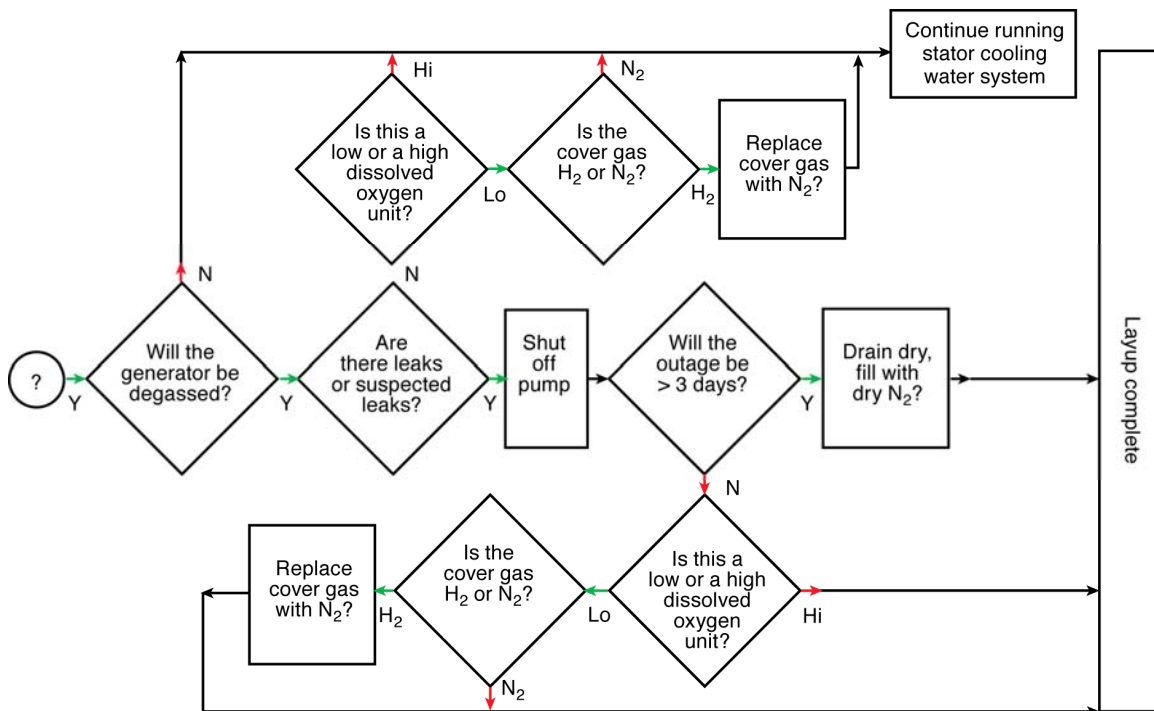 Continue running
stator cooling
water system
Hi
N2
Is this a
low or a high
dissolved
oxygen
unit?
Lo
Is the
cover gas
H2 or N2?
H2
Replace
cover gas
with N2?
N
N
?
Y
Will the
generator be
degassed?
Y
Are
there leaks
or suspected
leaks?
Y
Shut
off
pump
Will the
outage be
> 3 days?
Y
Drain dry,
fill with
dry N2?
Layup complete
N
Replace
cover gas
with N2?
H2
Is the
cover gas
H2 or N2?
Lo
Is this a
low or a high
dissolved
oxygen
unit?
Hi
N2